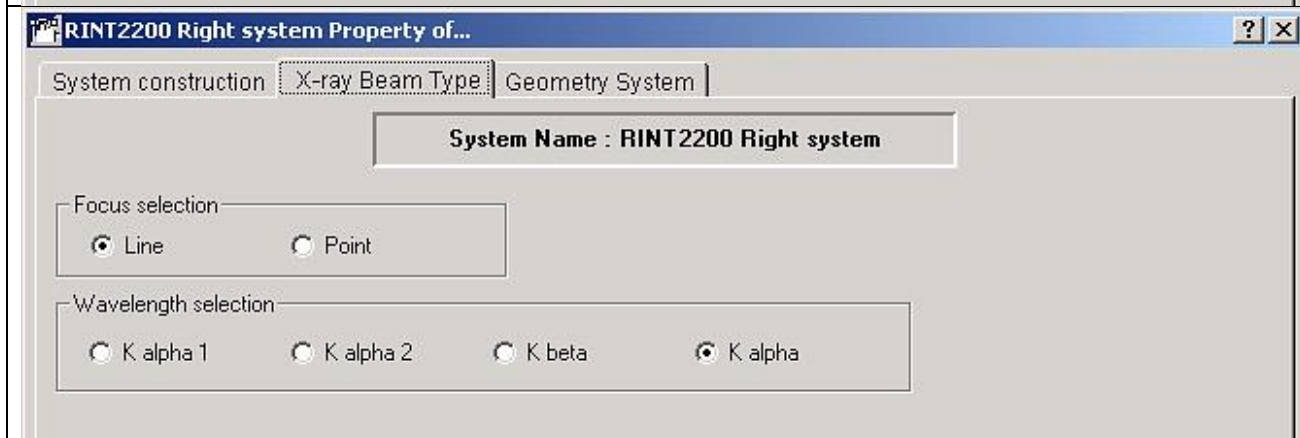 RINT2200 Right system Property of...
System construction X-ray Beam Type Geometry System
System Name : RINT2200 Right system
Focus selection
Line Point
Wavelength selection
K alpha 1 K alpha 2 K beta K alpha